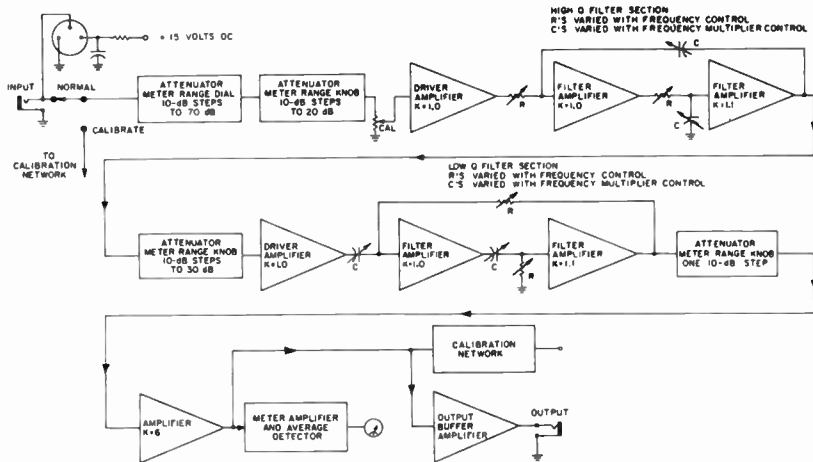 HIGH Q FILTER SECTION
R'S VARIED WITH FREQUENCY CONTROL
C'S VARIED WITH FREQUENCY MULTIPLIER CONTROL
+ 15 VOLTS DC
C
INPUT
NORMAL
ATTENUATOR
METER RANGE DIAL
10-dB STEPS
TO 70 dB
ATTENUATOR
METER RANGE KNOB
10-dB STEPS
TO 20 dB
CAL
DRIVER
AMPLIFIER
K=1,0
R
FILTER
AMPLIFIER
K=1,0
R
C
FILTER
AMPLIFIER
K=1.1
CALIBRATE
TO
CALIBRATION
NETWORK
LOW Q FILTER SECTION
R'S VARIED WITH FREQUENCY CONTROL
C'S VARIED WITH FREQUENCY MULTIPLIER CONTROL
R
ATTENUATOR
METER RANGE KNOB
10-dB STEPS
TO 30 dB
DRIVER
AMPLIFIER
K=1,0
C
FILTER
AMPLIFIER
K=1,0
C
R
FILTER
AMPLIFIER
K=1,1
ATTENUATOR
METER RANGE KNOB
ONE 10-dB STEP
CALIBRATION
NETWORK
AMPLIFIER
K=6
METER AMPLIFIER
AND AVERAGE
DETECTOR
OUTPUT
BUFFER
AMPLIFIER
OUTPUT